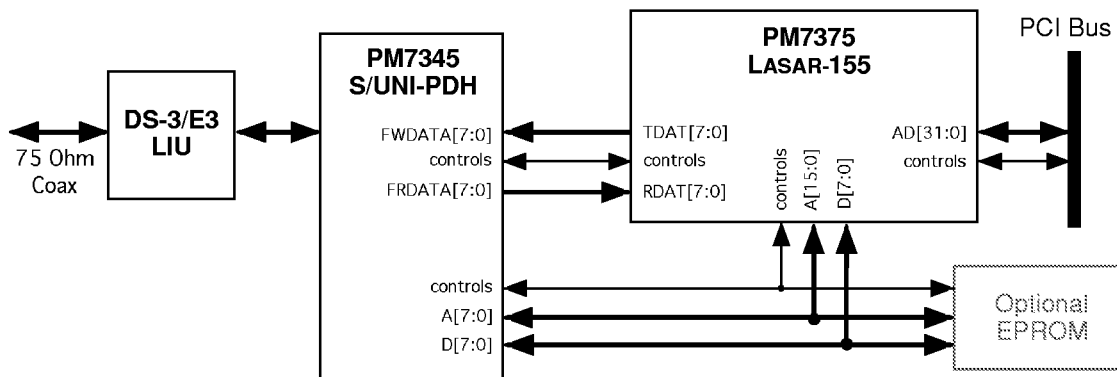 PCI Bus
PM7375
LASAR-155
PM7345
S/UNI-PDH
DS-3/E3
LIU
75 Ohm
Coax
FWDATA[7:0]
controls
FRDATA[7:0]
TDAT[7:0]
controls
RDAT[7:0]
controls
A[15:0]
D[7:0]
AD[31:0]
controls
controls
A[7:0]
D[7:0]
Optional
EPROM